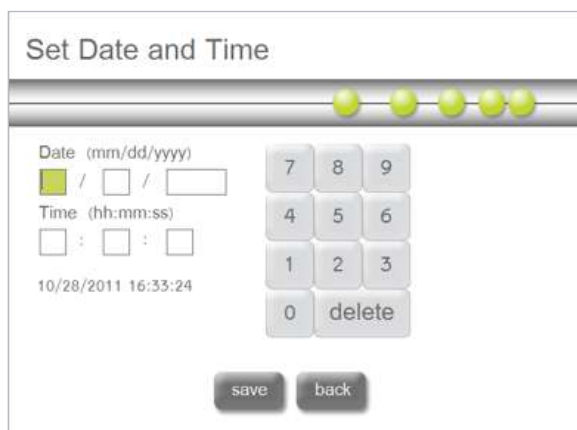 Set Date and Time
Date (mm/dd/yyyy)
/ /
Time (hh:mm:ss)
: :
10/28/2011 16:33:24
7 8 9
4 5 6
1 2 3
0 delete
save back